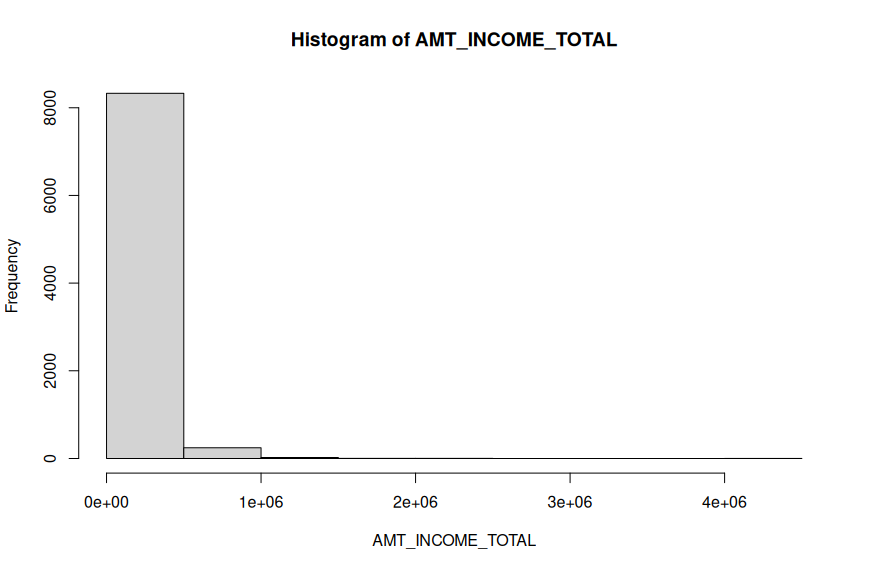 Histogram of AMT_INCOME_TOTAL
8000
6000
4000
2000
0
Frequency
0e+00 1e+06 2e+06 3e+06 4e+06
AMT_INCOME_TOTAL